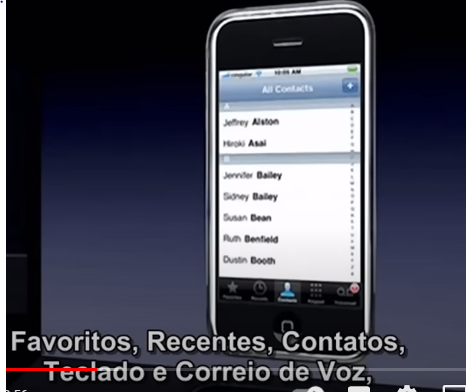 cingular 10:05 AM
All Contacts
A
Jeffrey Alston
Hiroki Asai
B
Jennifer Bailey
Sidney Bailey
Susan Bean
Ruth Benfield
Dustin Booth
Favorites Recents Contacts Keypad Voicemail
Favoritos, Recentes, Contatos,
Teclado e Correio de Voz,